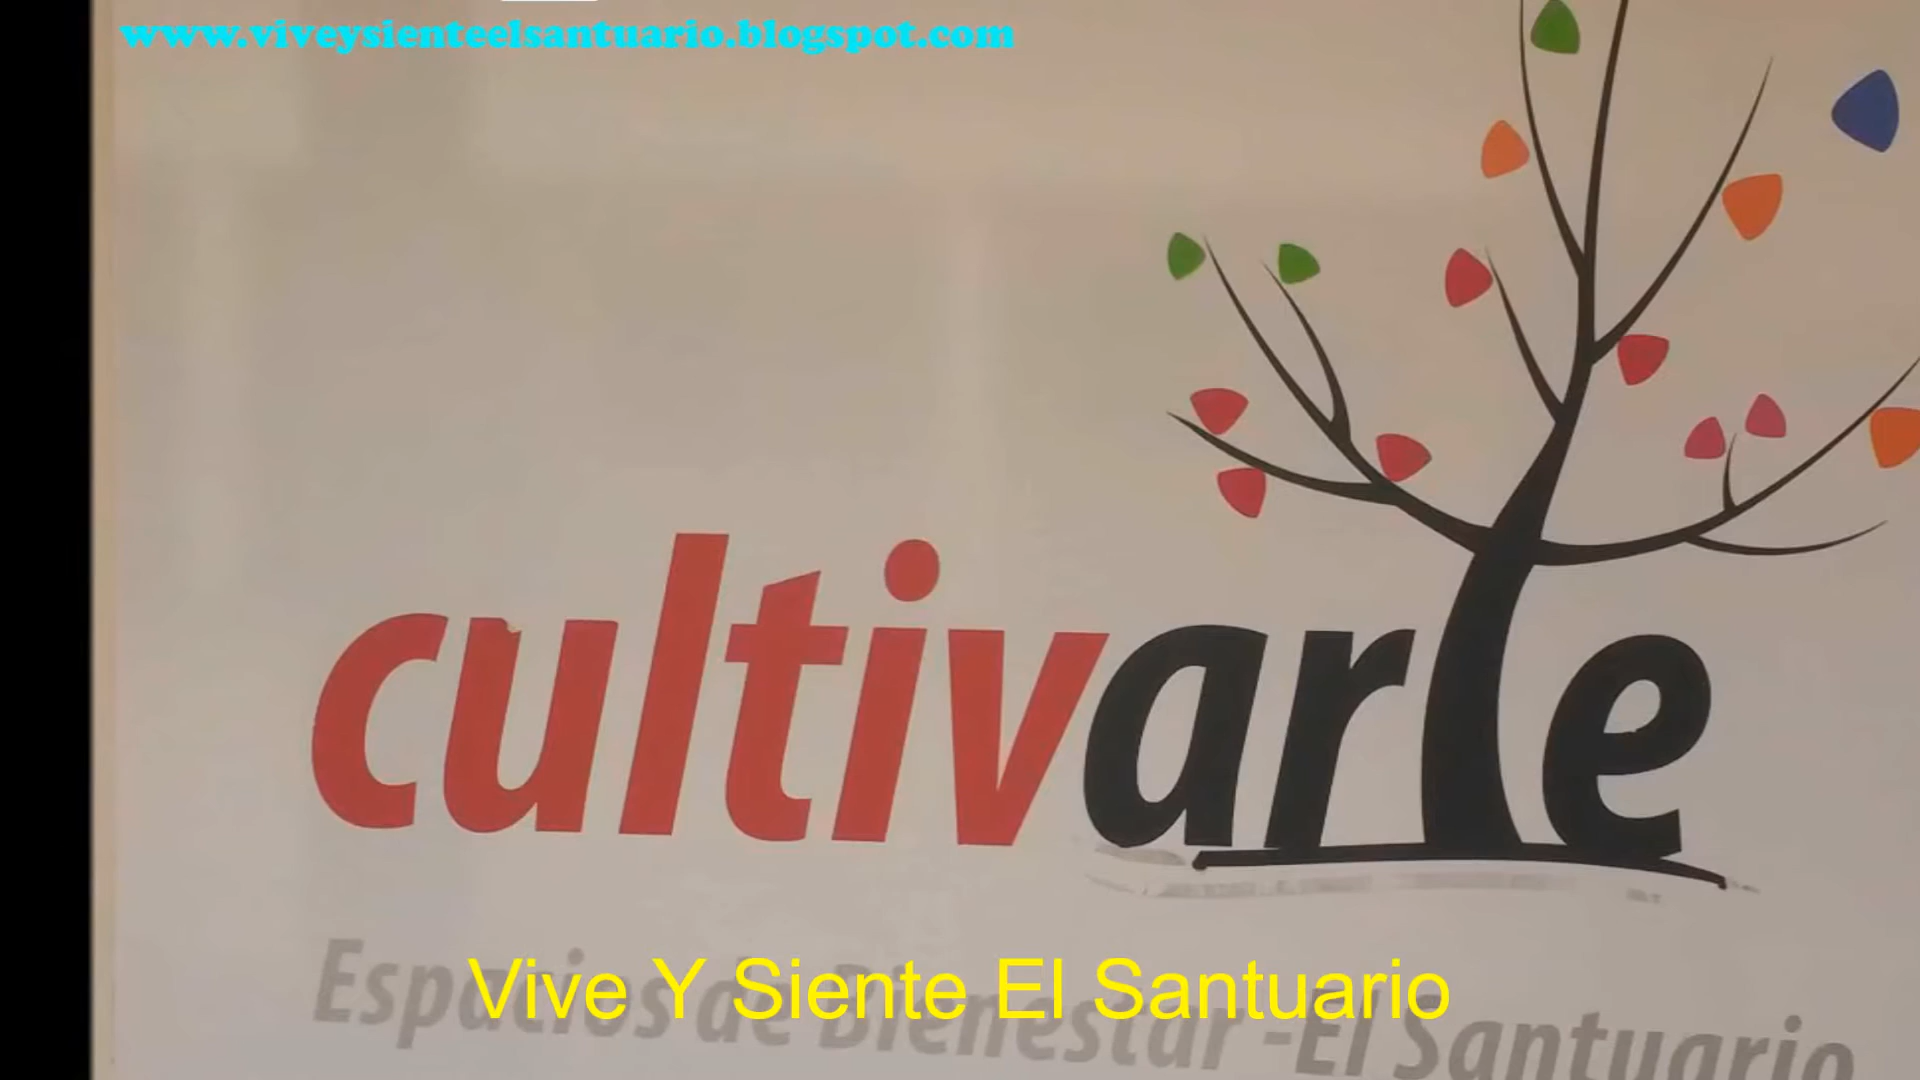 www.viveysienteelsantuario.blogspot.com
cultivarte
Espacios de Bienestar -El Santuario
Vive Y Siente El Santuario